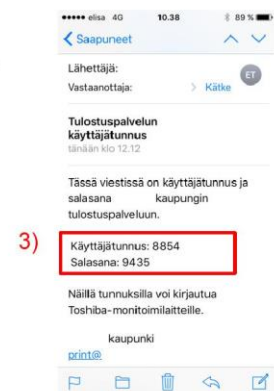 elisa 4G 10.38 89 %
Saapuneet
Lähettäjä:
ET
Vastaanottaja: Kätke
Tulostuspalvelun
käyttäjätunnus
tänään klo 12.12
Tässä viestissä on käyttäjätunnus ja
salasana kaupungin
tulostuspalveluun.
3)
Käyttäjätunnus: 8854
Salasana: 9435
Näillä tunnuksilla voi kirjautua
Toshiba-monitoimilaitteille.
kaupunki
print@